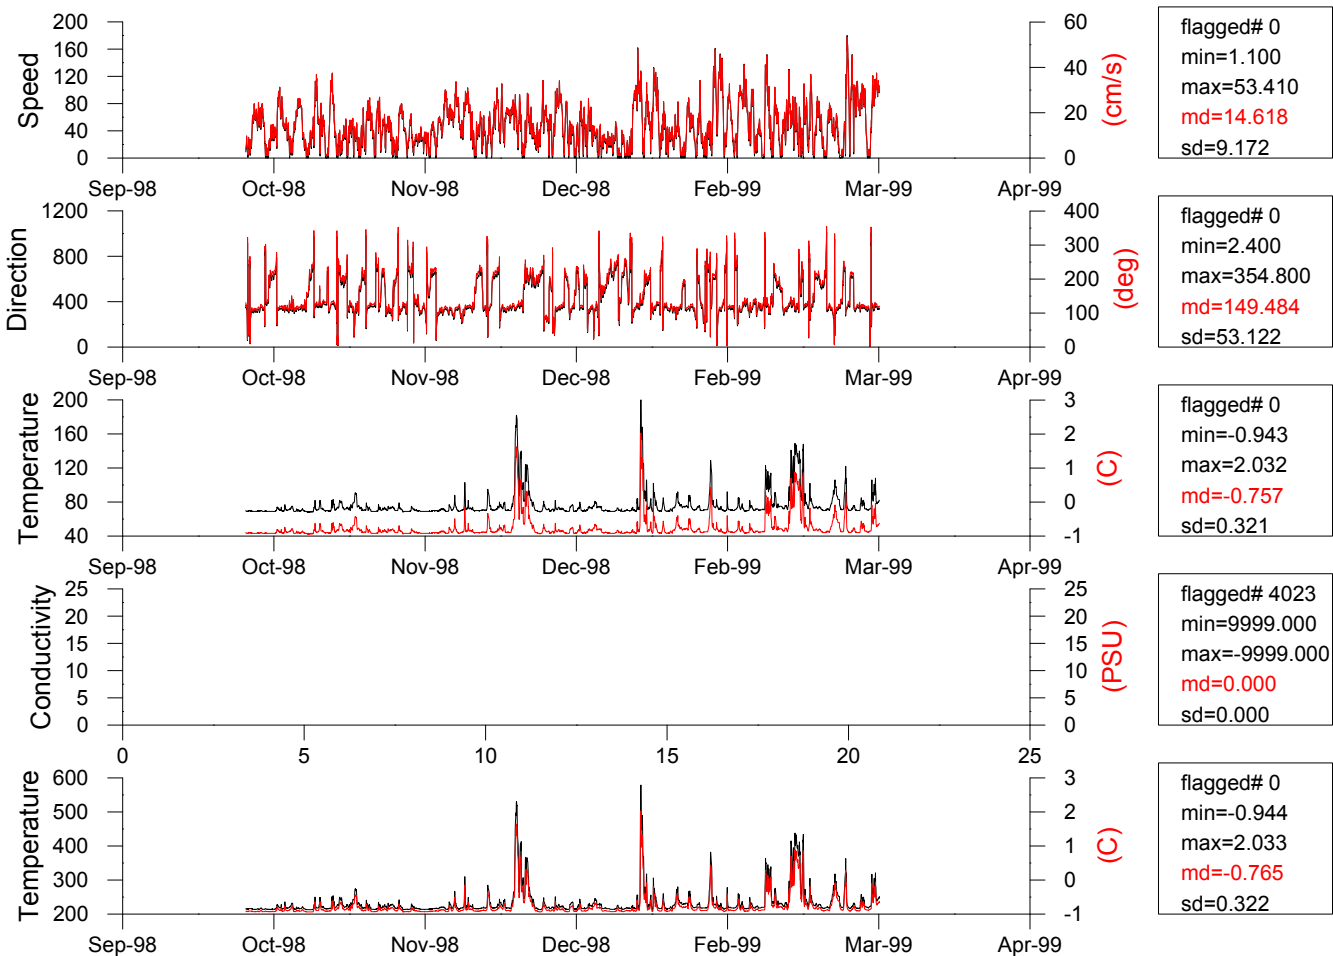 Speed
200
160
120
80
40
0
60
40
20
0
(cm/s)
Sep-98 Oct-98 Nov-98 Dec-98 Feb-99 Mar-99 Apr-99
flagged# 0
min=1.100
max=53.410
md=14.618
sd=9.172
Direction
1200
800
400
0
400
300
200
100
0
(deg)
Sep-98 Oct-98 Nov-98 Dec-98 Feb-99 Mar-99 Apr-99
flagged# 0
min=2.400
max=354.800
md=149.484
sd=53.122
Temperature
200
160
120
80
40
3
2
1
0
-1
(C)
Sep-98 Oct-98 Nov-98 Dec-98 Feb-99 Mar-99 Apr-99
flagged# 0
min=-0.943
max=2.032
md=-0.757
sd=0.321
Conductivity
25
20
15
10
5
0
25
20
15
10
5
0
(PSU)
0 5 10 15 20 25
flagged# 4023
min=9999.000
max=-9999.000
md=0.000
sd=0.000
Temperature
600
500
400
300
200
3
2
1
0
-1
(C)
Sep-98 Oct-98 Nov-98 Dec-98 Feb-99 Mar-99 Apr-99
flagged# 0
min=-0.944
max=2.033
md=-0.765
sd=0.322